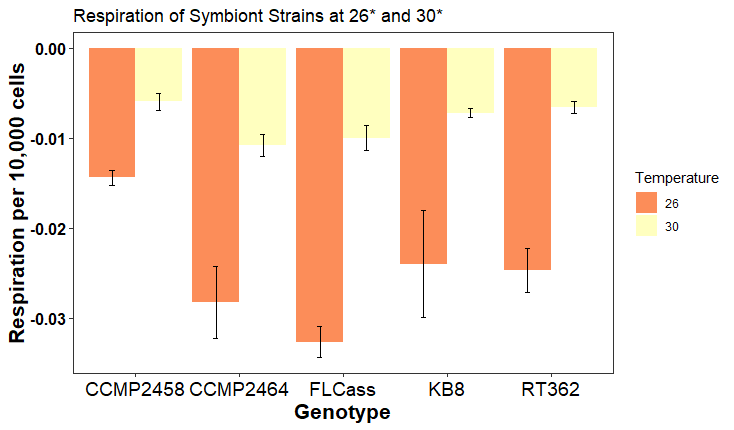 Respiration of Symbiont Strains at 26* and 30*
Respiration per 10,000 cells
0.00
-0.01
-0.02
-0.03
CCMP2458 CCMP2464 FLCass KB8 RT362
Genotype
Temperature
26
30